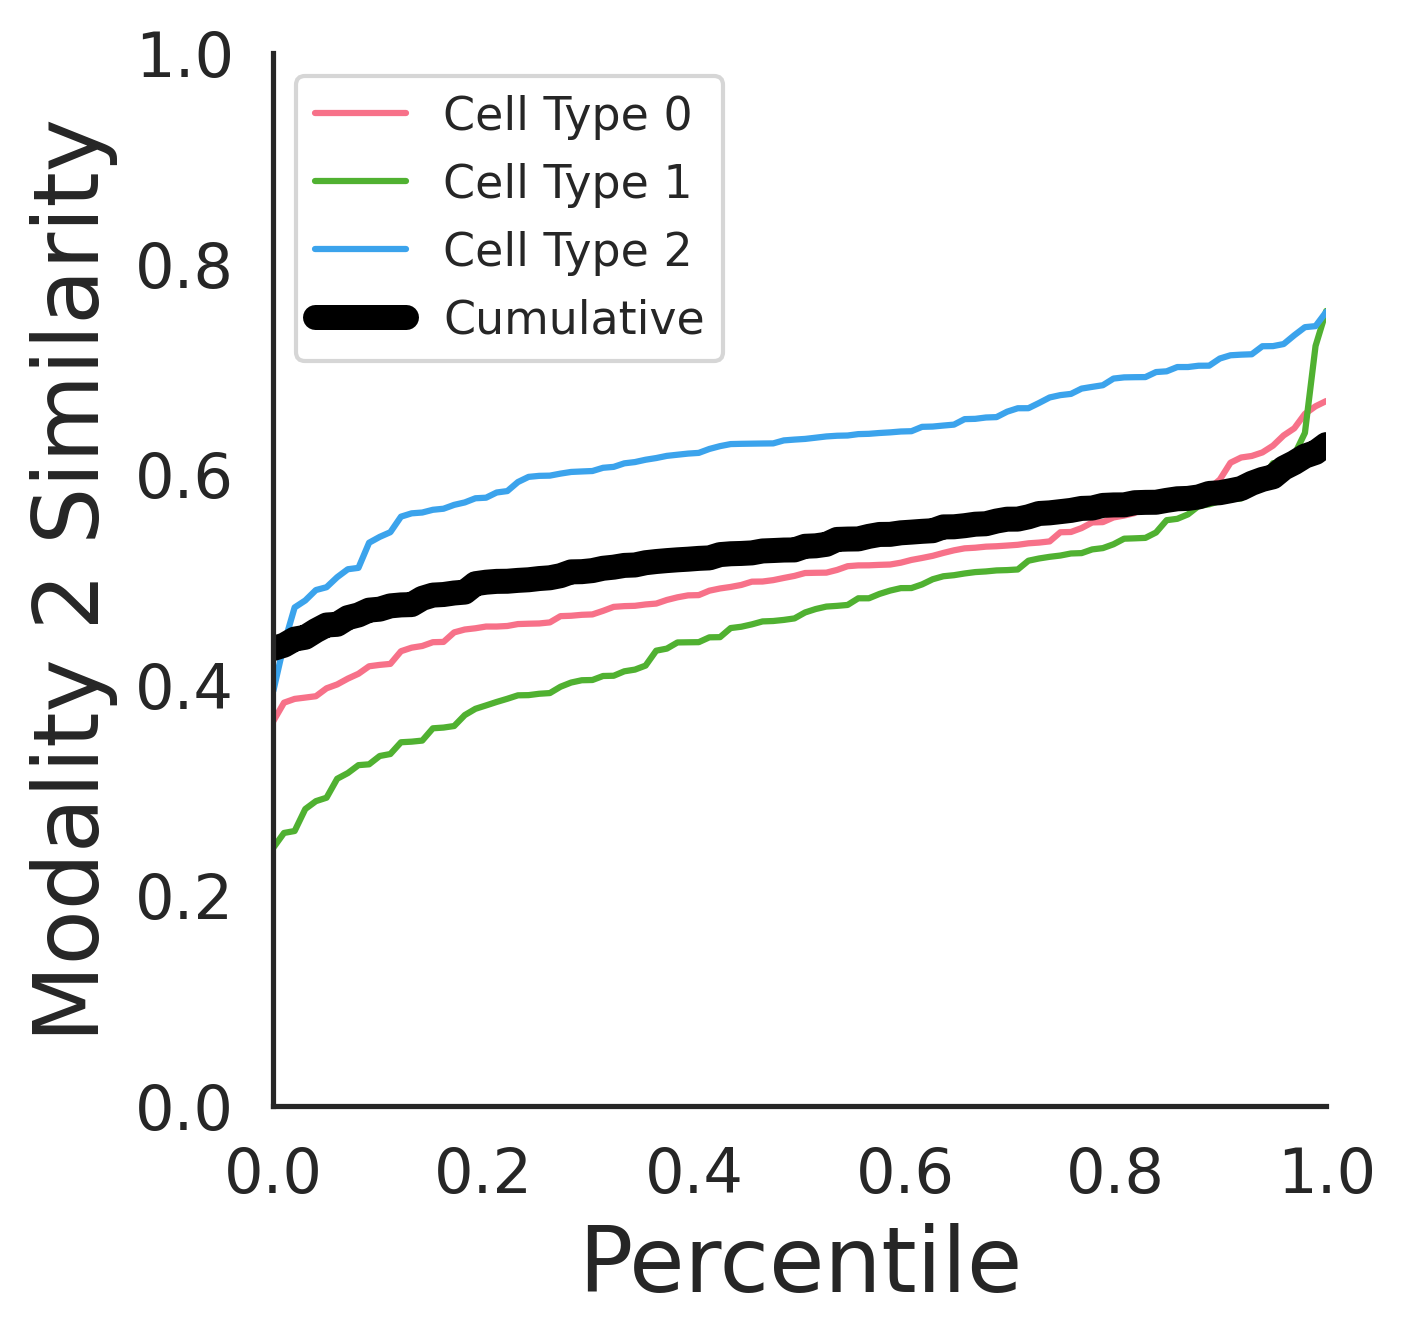 Modality 2 Similarity
1.0
0.8
0.6
0.4
0.2
0.0
Cell Type 0
Cell Type 1
Cell Type 2
Cumulative
0.0 0.2 0.4 0.6 0.8 1.0
Percentile